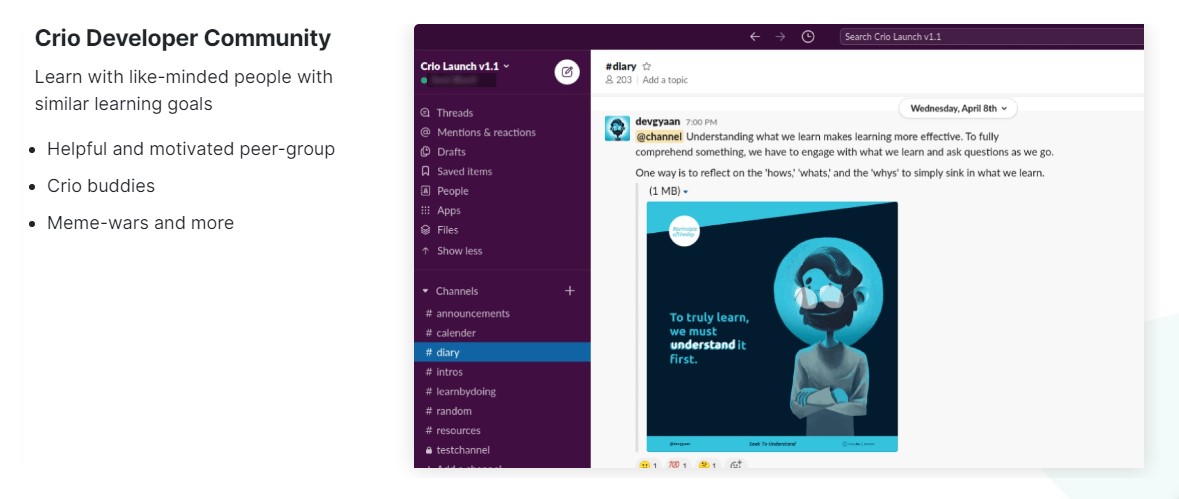 Crio Developer Community
Learn with like-minded people with
similar learning goals
Helpful and motivated peer-group
Crio buddies
Meme-wars and more
Search Crio Launch v1.1
Crio Launch v1.1
Threads
Mentions & reactions
Drafts
Saved items
People
Apps
Files
Show less
Channels
# announcements
# calender
# diary
# intros
# learnbydoing
# random
# resources
testchannel
Add a channel
#diary
203 | Add a topic
Wednesday, April 8th
devgyaan 7:00 PM
@channel Understanding what we learn makes learning more effective. To fully
comprehend something, we have to engage with what we learn and ask questions as we go.
One way is to reflect on the 'hows,' 'whats,' and the 'whys' to simply sink in what we learn.
(1 MB)
To truly learn,
we must
understand it
first.
@devgyaan
Seek To Understand
1 1 1